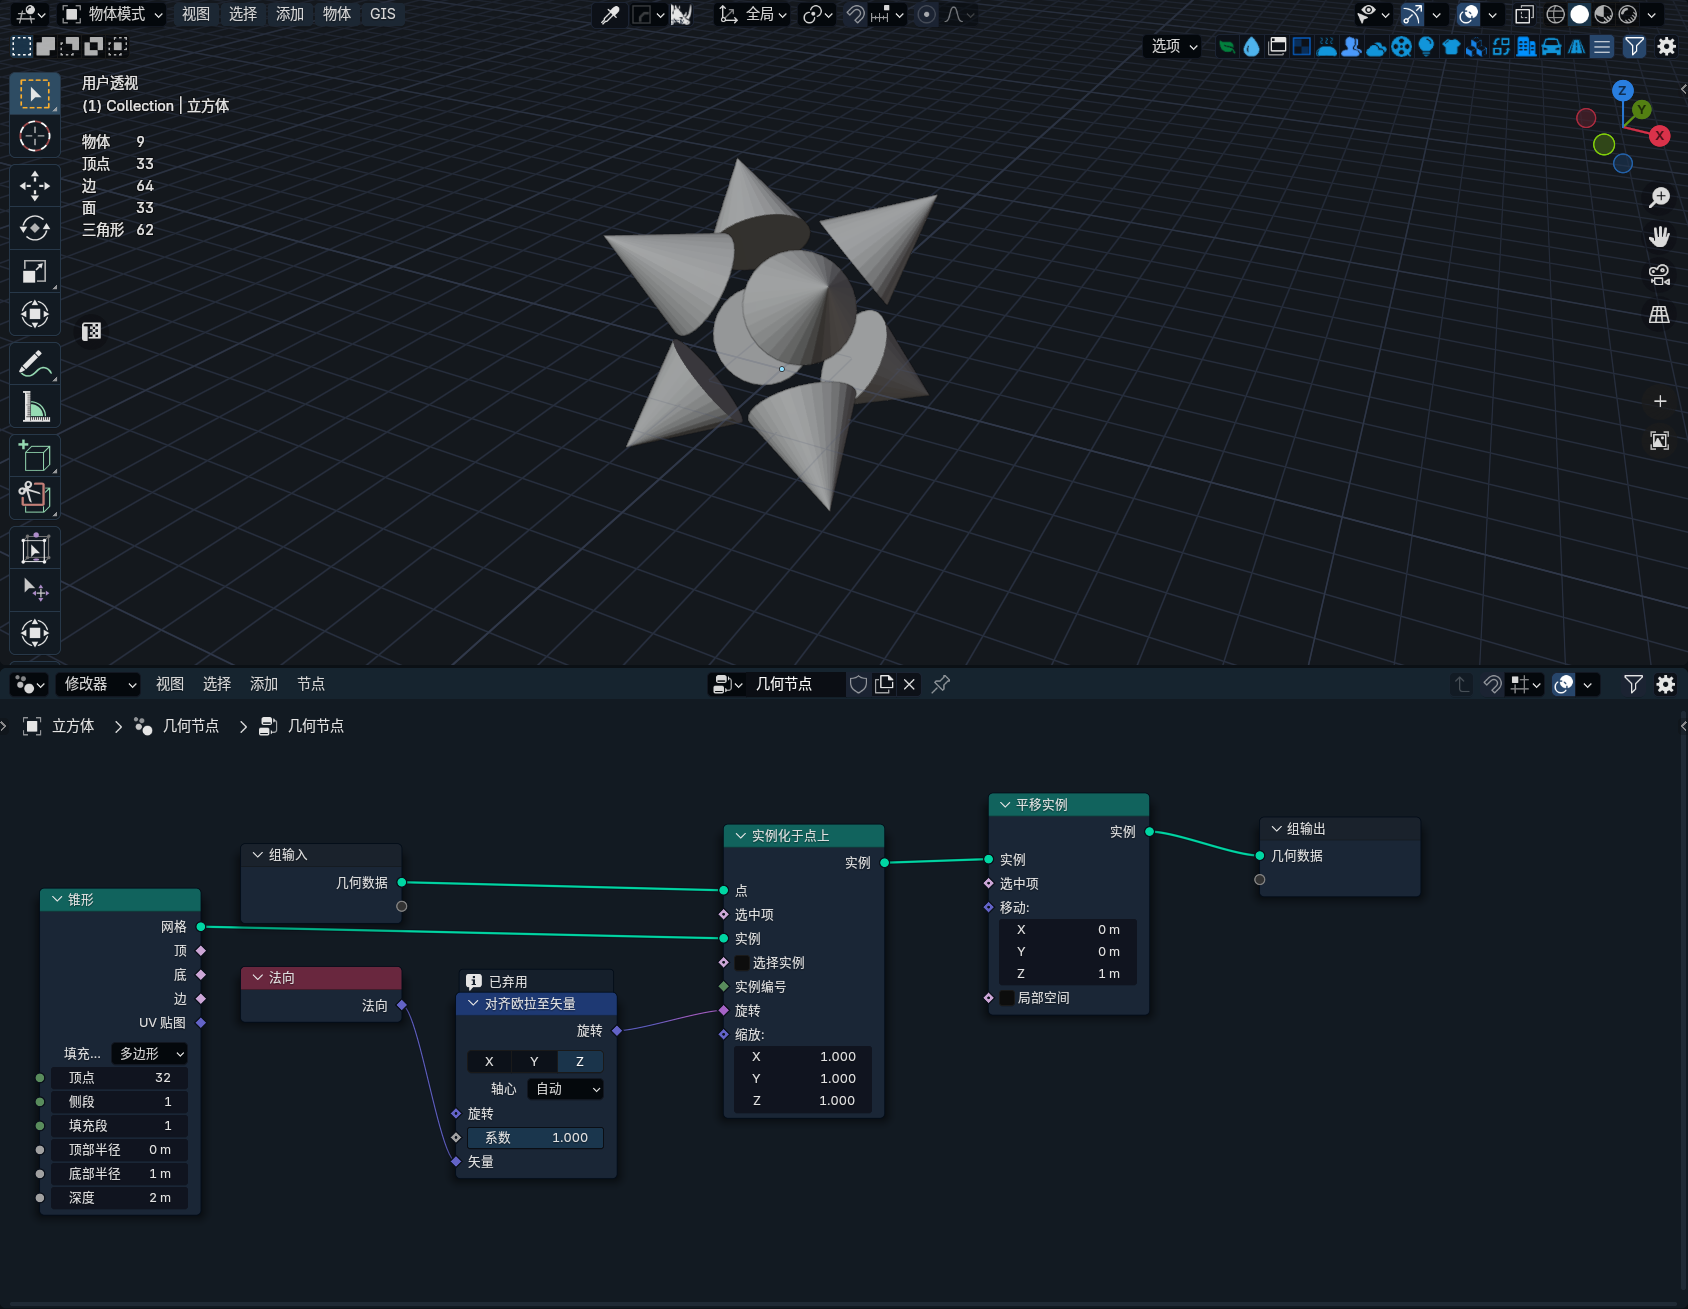 物体模式 视图 选择 添加 物体 GIS 全局
选项
用户透视
(1) Collection | 立方体
物体 9
顶点 33
边 64
面 33
三角形 62
Z
Y
X
修改器 视图 选择 添加 节点 几何节点
立方体 几何节点 几何节点
锥形
网格
顶
底
边
UV 贴图
填充... 多边形
顶点 32
侧段 1
填充段 1
顶部半径 0 m
底部半径 1 m
深度 2 m
组输入
几何数据
法向
法向
已弃用
对齐欧拉至矢量
旋转
X Y Z
轴心 自动
旋转
系数 1.000
矢量
实例化于点上
实例
点
选中项
实例
选择实例
实例编号
旋转
缩放:
X 1.000
Y 1.000
Z 1.000
平移实例
实例
实例
选中项
移动:
X 0 m
Y 0 m
Z 1 m
局部空间
组输出
几何数据